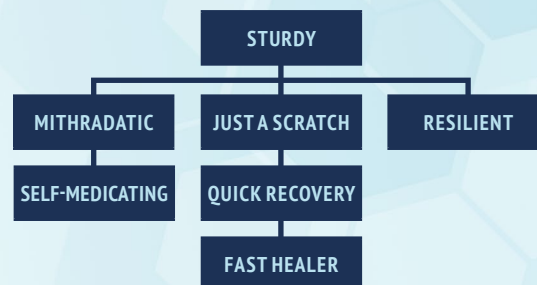 STURDY
MITHRADATIC
JUST A SCRATCH
RESILIENT
SELF-MEDICATING
QUICK RECOVERY
FAST HEALER